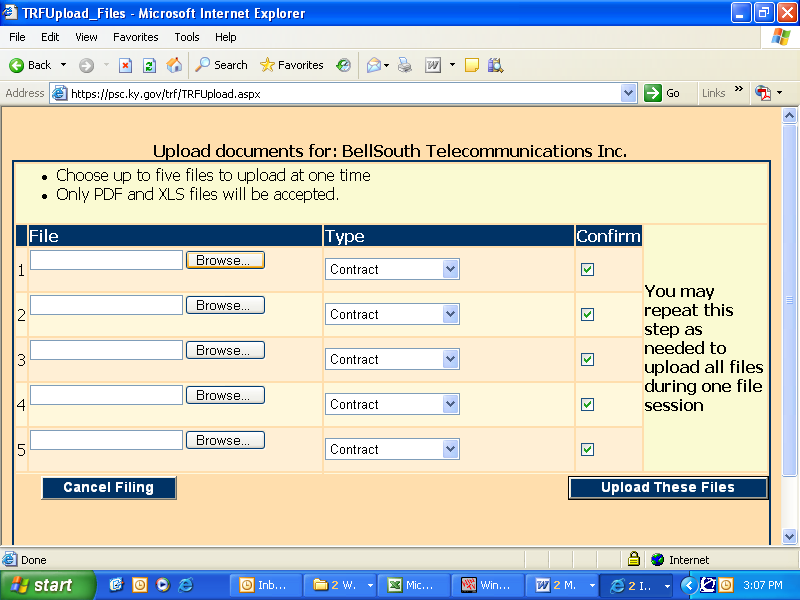 TRFUpload_Files - Microsoft Internet Explorer
File Edit View Favorites Tools Help
Back Search Favorites
Address https://psc.ky.gov/trf/TRFUpload.aspx Go Links »
Upload documents for: BellSouth Telecommunications Inc.
• Choose up to five files to upload at one time
• Only PDF and XLS files will be accepted.
File Type Confirm
1 Browse... Contract
2 Browse... Contract
3 Browse... Contract
4 Browse... Contract
5 Browse... Contract
You may
repeat this
step as
needed to
upload all files
during one file
session
Cancel Filing Upload These Files
Done Internet
start Inb... 2 W. Mic... Win... 2 M. 2 I.. 3:07 PM